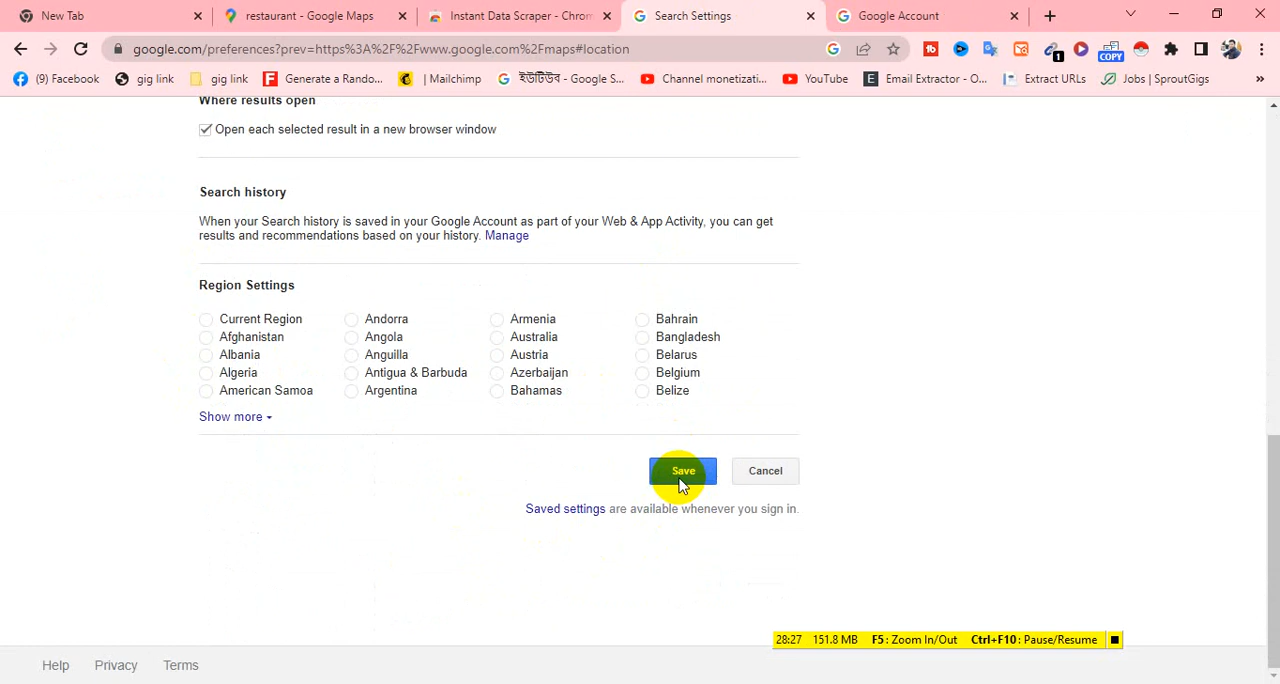 New Tab
restaurant - Google Maps
Instant Data Scraper - Chrom
Search Settings
Google Account
google.com/preferences?prev=https%3A%2F%2Fwww.google.com%2Fmaps#location
1
COPY
(9) Facebook
gig link
gig link
Generate a Rando...
| Mailchimp
ইউটিউব - Google S...
Channel monetizati...
YouTube
Email Extractor - O...
Extract URLs
Jobs | SproutGigs
»
Where results open
Open each selected result in a new browser window
Search history
When your Search history is saved in your Google Account as part of your Web & App Activity, you can get
results and recommendations based on your history. Manage
Region Settings
Current Region Andorra Armenia Bahrain
Afghanistan Angola Australia Bangladesh
Albania Anguilla Austria Belarus
Algeria Antigua & Barbuda Azerbaijan Belgium
American Samoa Argentina Bahamas Belize
Show more
Save Cancel
Saved settings are available whenever you sign in.
28:27 151.8 MB F5: Zoom In/Out Ctrl+F10: Pause/Resume
Help Privacy Terms